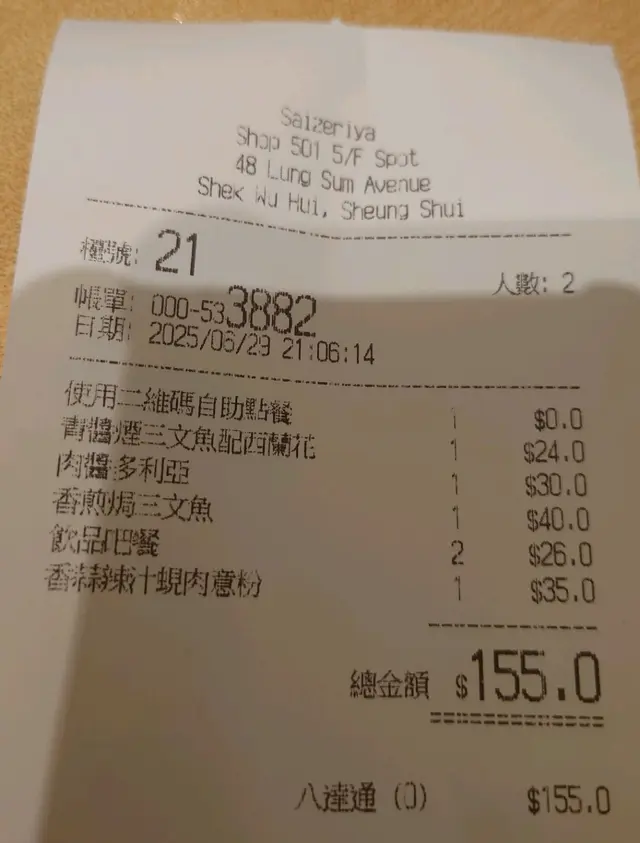 Saizeriya
Shop 501 5/F Spot
48 Lung Sum Avenue
Shek Wu Hui, Sheung Shui
檯號: 21 人數: 2
帳單: 000-533882
日期: 2025/06/29 21:06:14
使用二維碼自助點餐 1 $0.0
青醬煙三文魚配西蘭花 1 $24.0
肉醬多利亞 1 $30.0
香煎焗三文魚 1 $40.0
飲品吧餐 2 $26.0
香蒜辣汁蜆肉意粉 1 $35.0
總金額 $155.0
八達通 (0) $155.0